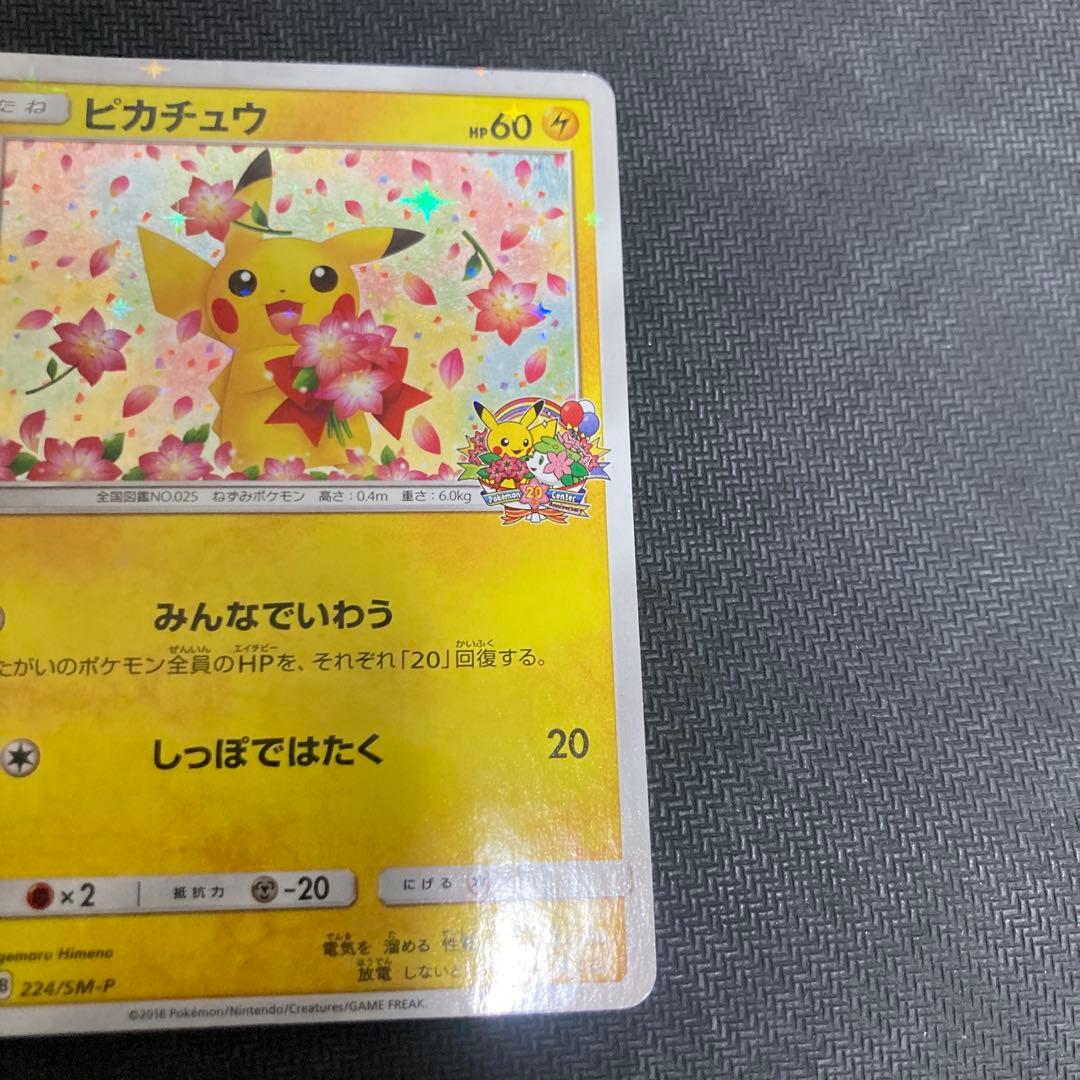 たね ピカチュウ HP60
全国図鑑NO.025 ねずみポケモン 高さ：0.4m 重さ：6.0kg
Pokémon 20 Center
Anniversary
みんなでいわう
たがいのポケモン全員のHPを、それぞれ「20」回復する。
しっぽではたく 20
×2 抵抗力 -20 にげる
gemaru Himeno
電気を 溜める
放電 しないと
224/SM-P
©2018 Pokémon/Nintendo/Creatures/GAME FREAK.